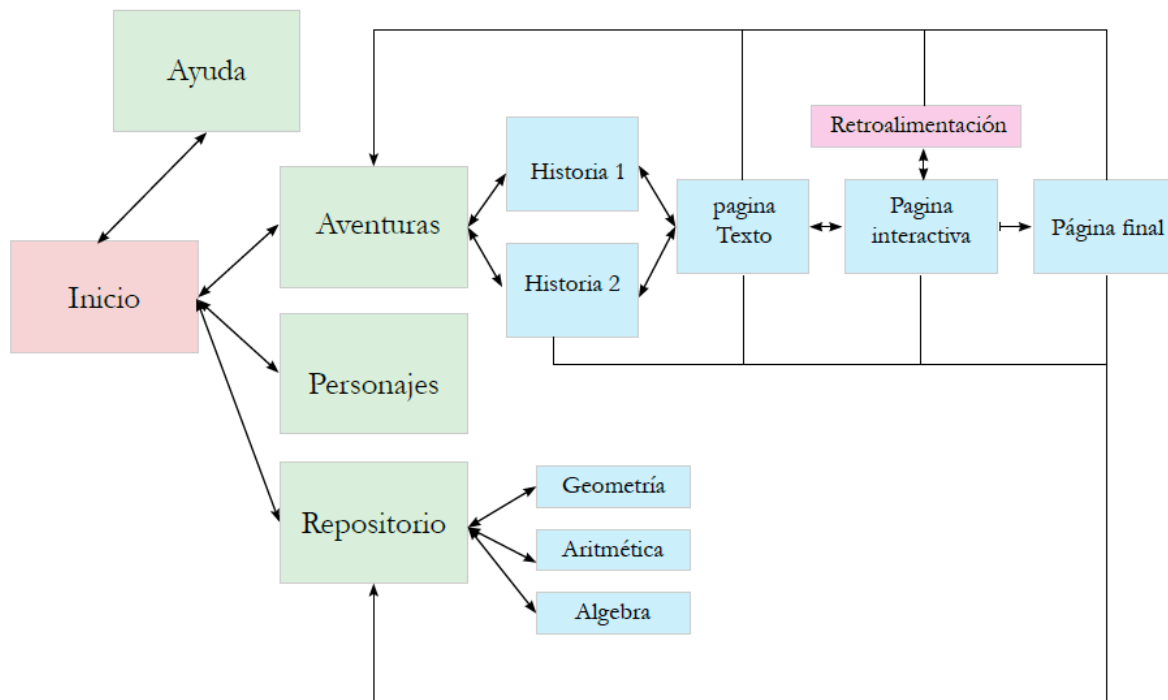 Ayuda
Retroalimentación
Historia 1
Aventuras
pagina
Texto
Pagina
interactiva
Página final
Historia 2
Inicio
Personajes
Geometría
Repositorio
Aritmética
Algebra